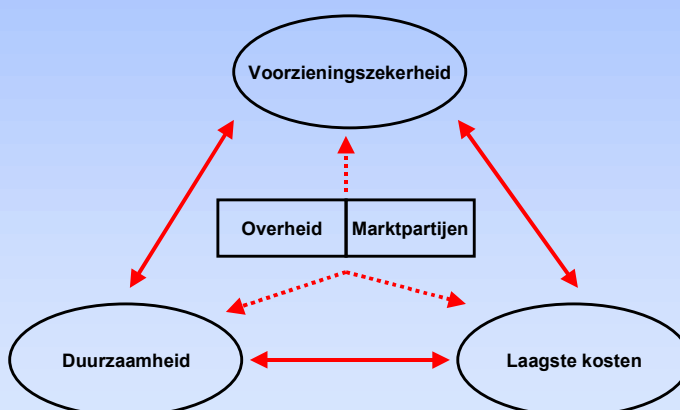 Voorzieningszekerheid
Overheid Marktpartijen
Duurzaamheid Laagste kosten